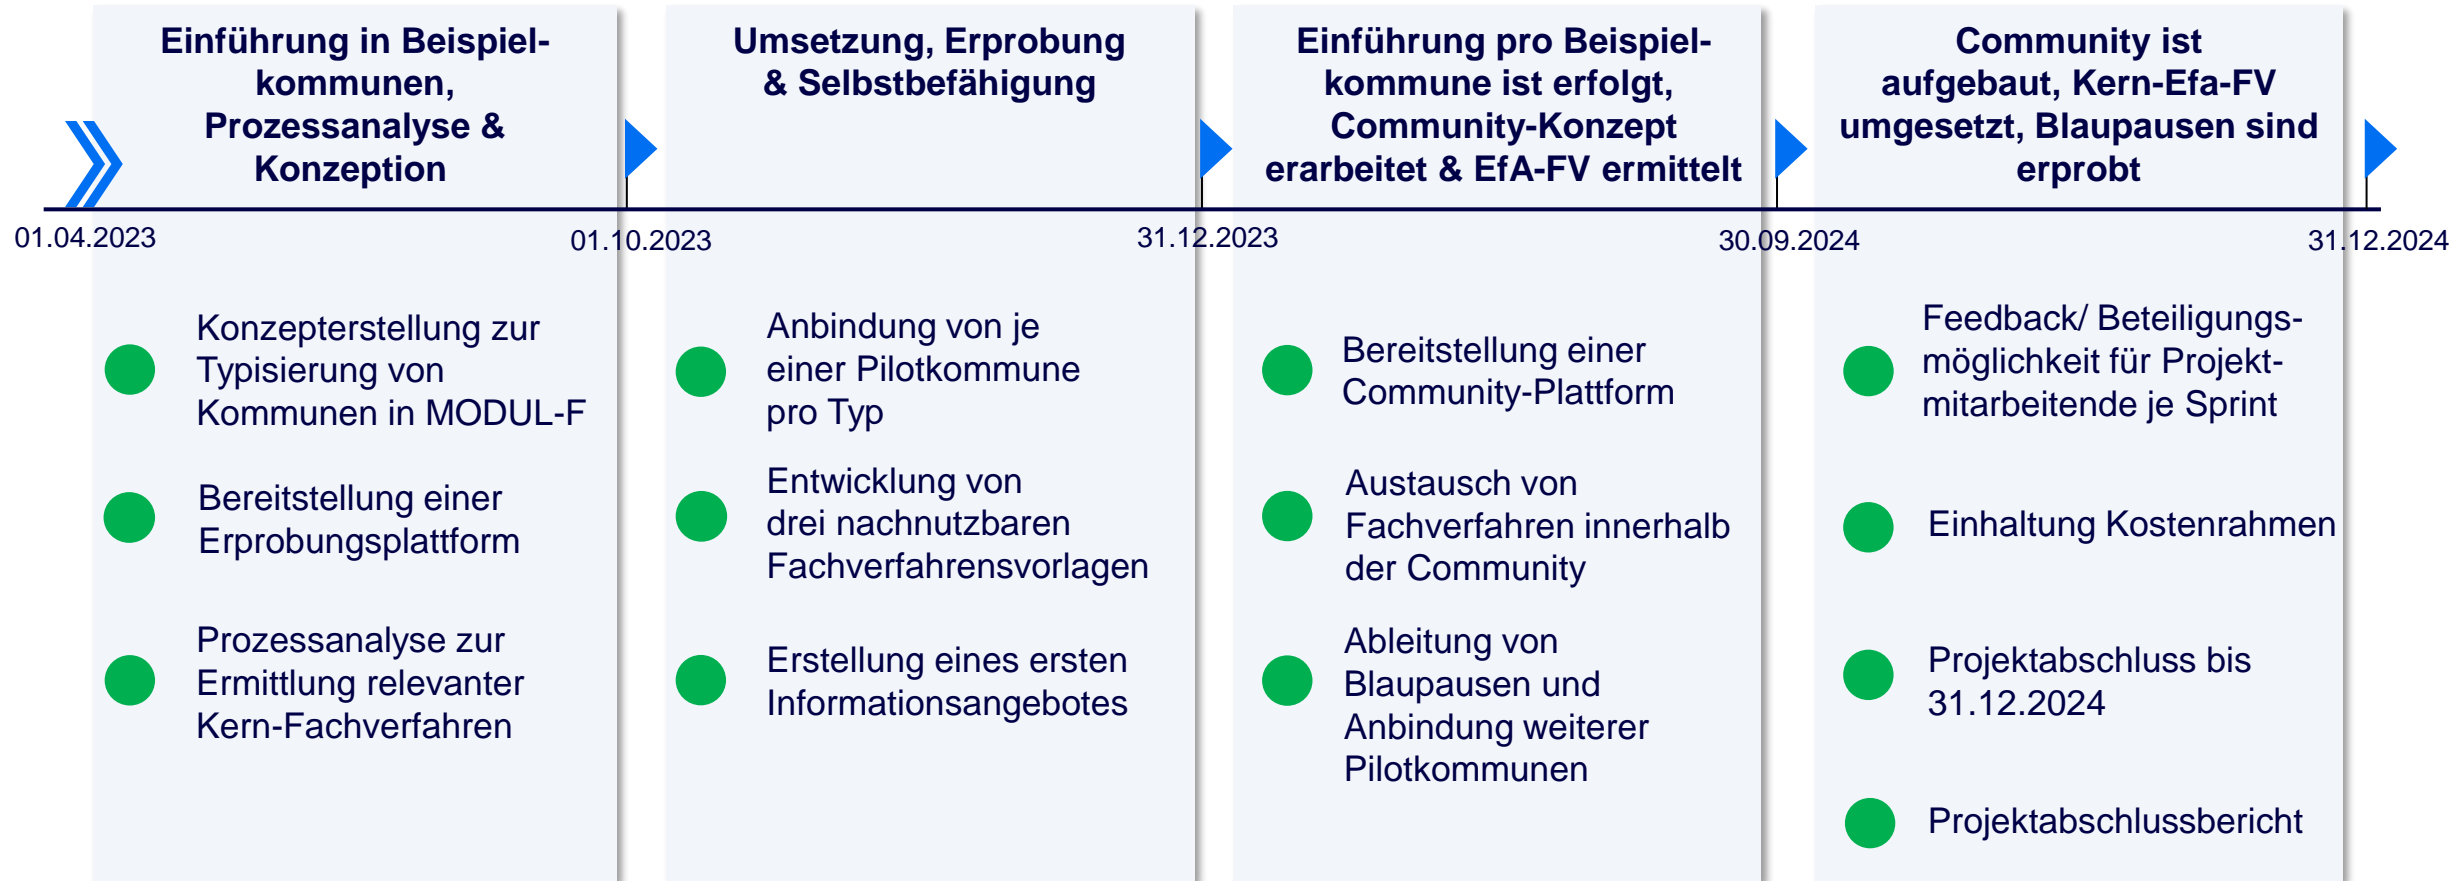 Einführung in Beispiel-
kommunen,
Prozessanalyse &
Konzeption
Umsetzung, Erprobung
& Selbstbefähigung
Einführung pro Beispiel-
kommune ist erfolgt,
Community-Konzept
erarbeitet & EfA-FV ermittelt
Community ist
aufgebaut, Kern-Efa-FV
umgesetzt, Blaupausen sind
erprobt
01.04.2023
01.10.2023
31.12.2023
30.09.2024
31.12.2024
Konzepterstellung zur
Typisierung von
Kommunen in MODUL-F
Bereitstellung einer
Erprobungsplattform
Prozessanalyse zur
Ermittlung relevanter
Kern-Fachverfahren
Anbindung von je
einer Pilotkommune
pro Typ
Entwicklung von
drei nachnutzbaren
Fachverfahrensvorlagen
Erstellung eines ersten
Informationsangebotes
Bereitstellung einer
Community-Plattform
Austausch von
Fachverfahren innerhalb
der Community
Ableitung von
Blaupausen und
Anbindung weiterer
Pilotkommunen
Feedback/ Beteiligungs-
möglichkeit für Projekt-
mitarbeitende je Sprint
Einhaltung Kostenrahmen
Projektabschluss bis
31.12.2024
Projektabschlussbericht